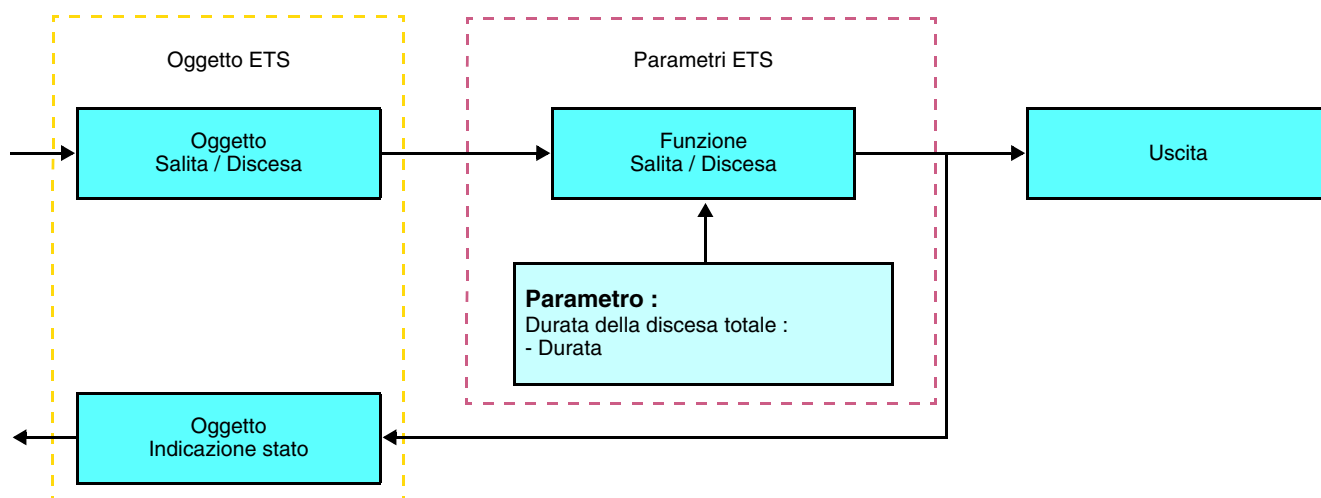 Oggetto ETS
Parametri ETS
Oggetto
Salita / Discesa
Funzione
Salita / Discesa
Uscita
Parametro :
Durata della discesa totale :
- Durata
Oggetto
Indicazione stato